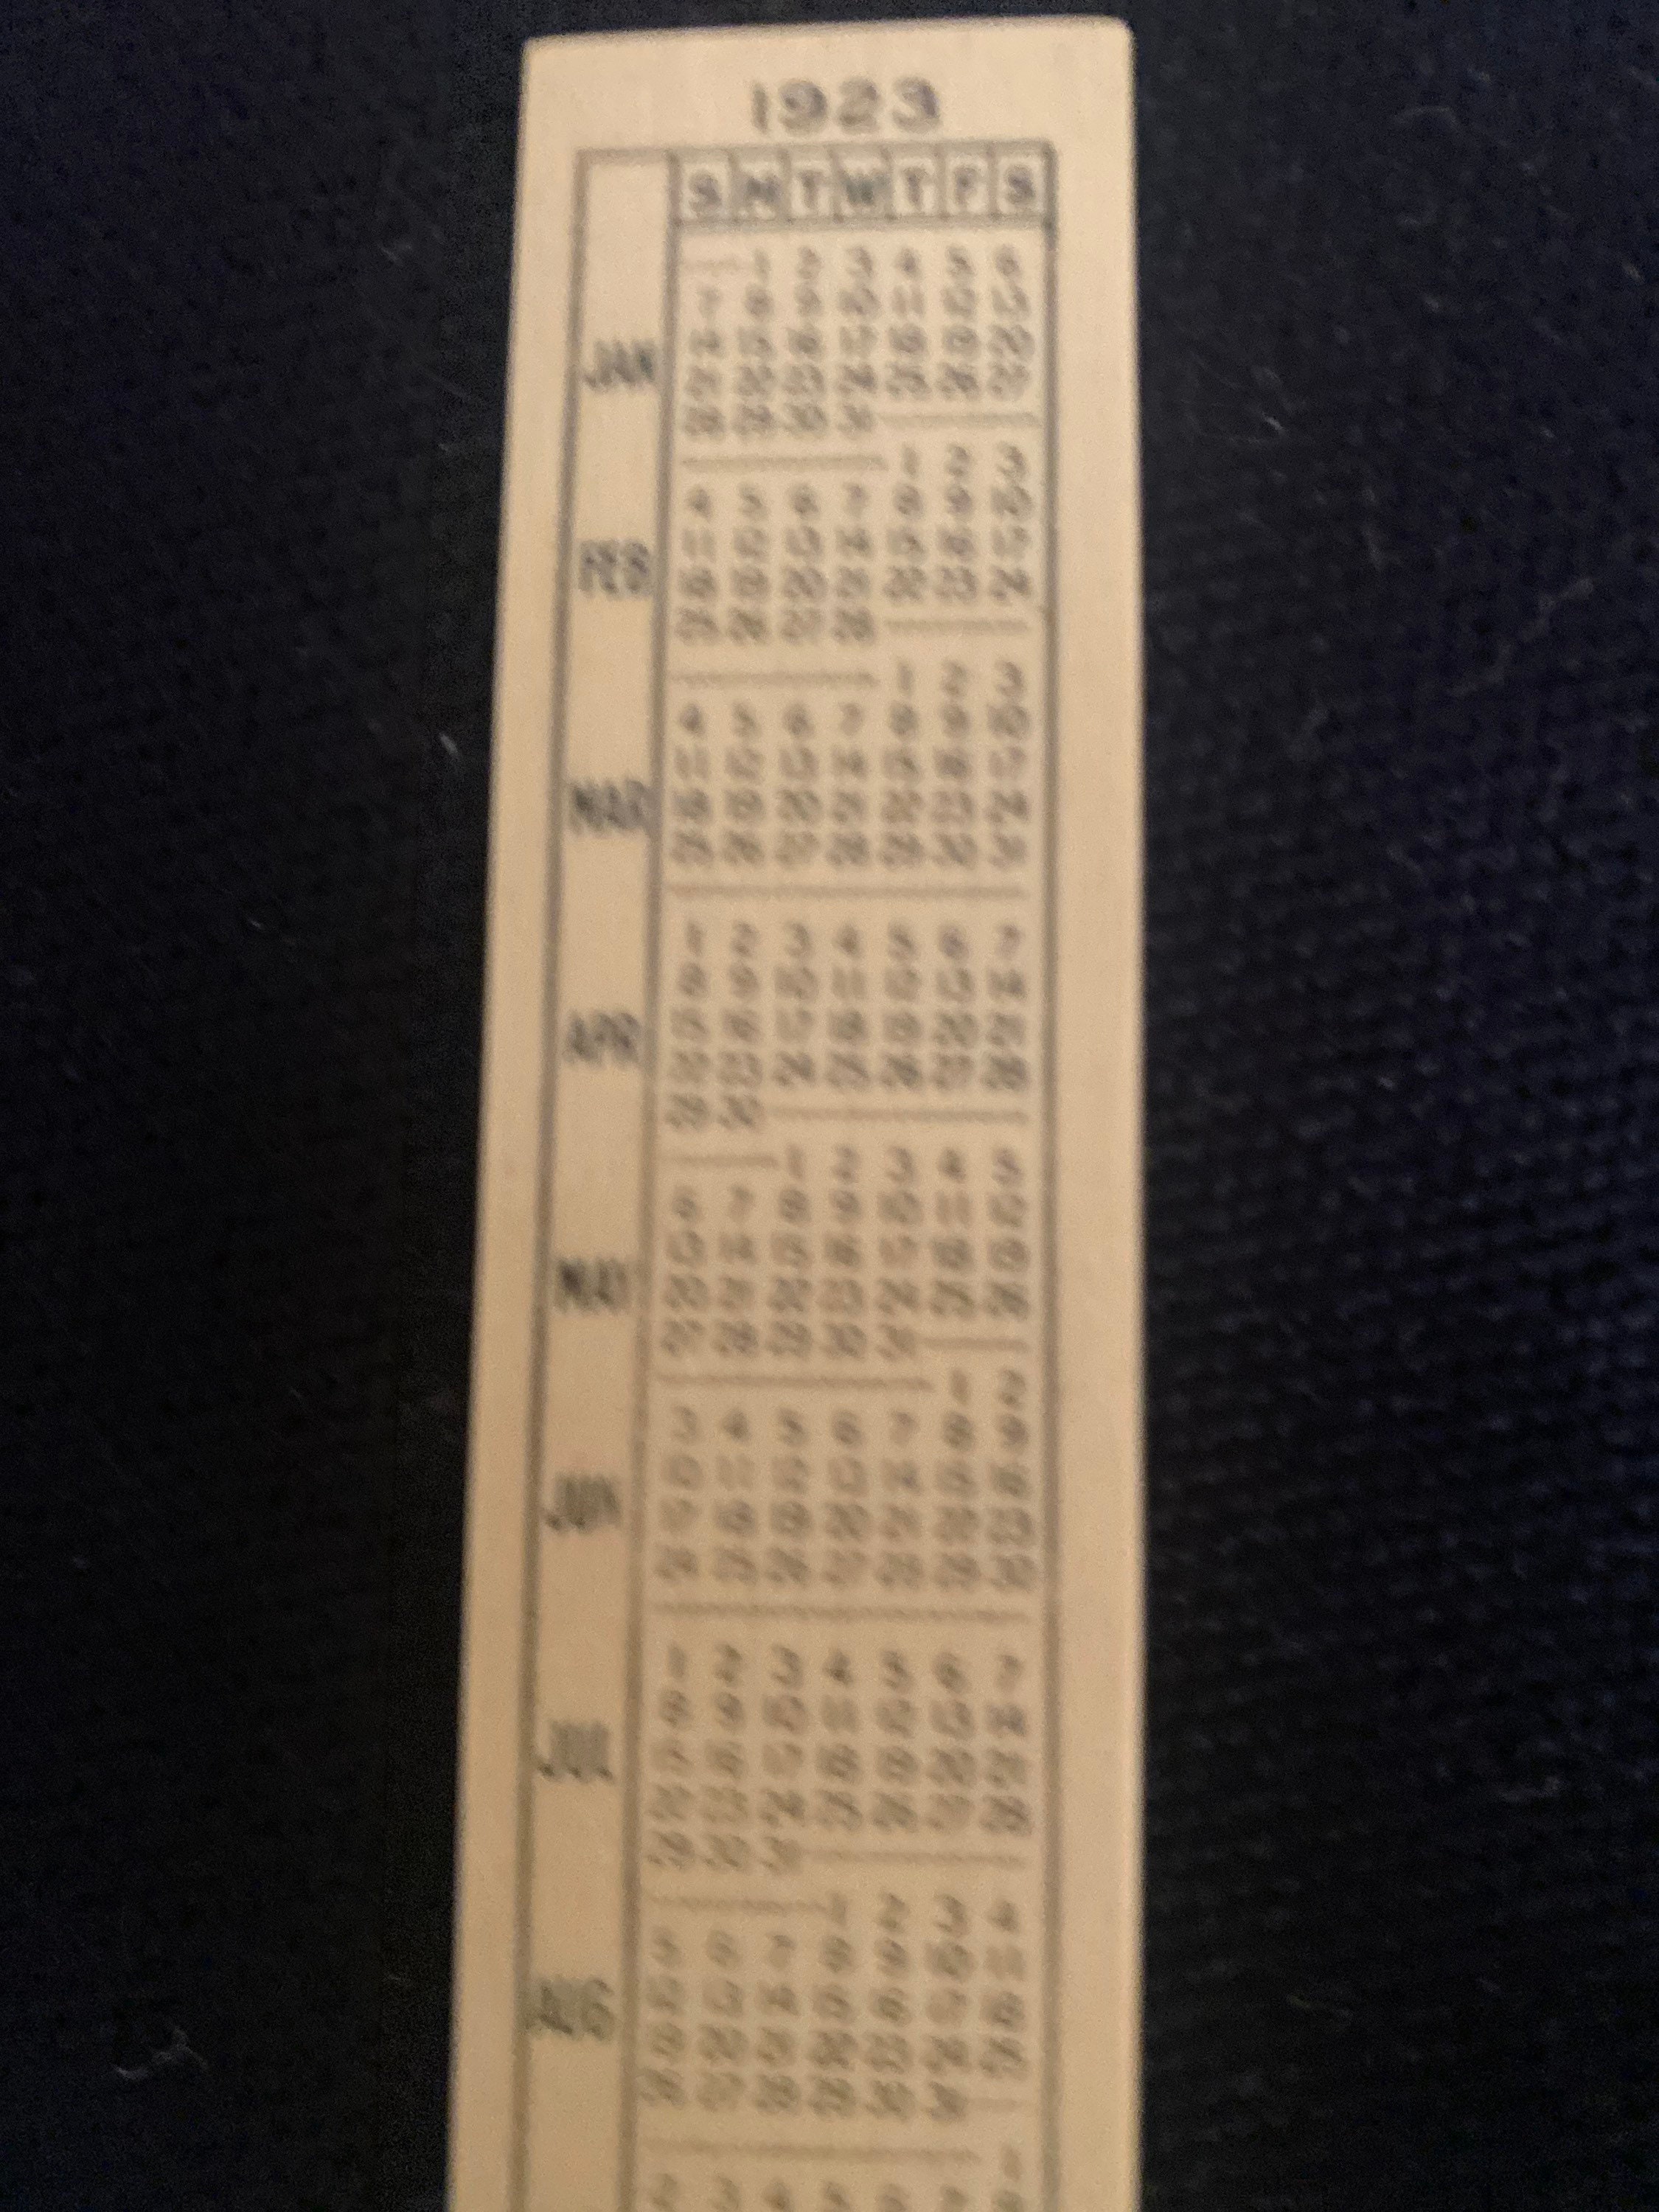 1923
S M T W T F S
JAN
1 2 3 4 5 6
7 8 9 10 11 12 13
14 15 16 17 18 19 20
21 22 23 24 25 26 27
28 29 30 31
FEB
1 2 3
4 5 6 7 8 9 10
11 12 13 14 15 16 17
18 19 20 21 22 23 24
25 26 27 28
MAR
1 2 3
4 5 6 7 8 9 10
11 12 13 14 15 16 17
18 19 20 21 22 23 24
25 26 27 28 29 30 31
APR
1 2 3 4 5 6 7
8 9 10 11 12 13 14
15 16 17 18 19 20 21
22 23 24 25 26 27 28
29 30
MAY
1 2 3 4 5
6 7 8 9 10 11 12
13 14 15 16 17 18 19
20 21 22 23 24 25 26
27 28 29 30 31
JUN
1 2
3 4 5 6 7 8 9
10 11 12 13 14 15 16
17 18 19 20 21 22 23
24 25 26 27 28 29 30
JUL
1 2 3 4 5 6 7
8 9 10 11 12 13 14
15 16 17 18 19 20 21
22 23 24 25 26 27 28
29 30 31
AUG
1 2 3 4
5 6 7 8 9 10 11
12 13 14 15 16 17 18
19 20 21 22 23 24 25
26 27 28 29 30 31
1
2 3 4 5 6 7 8